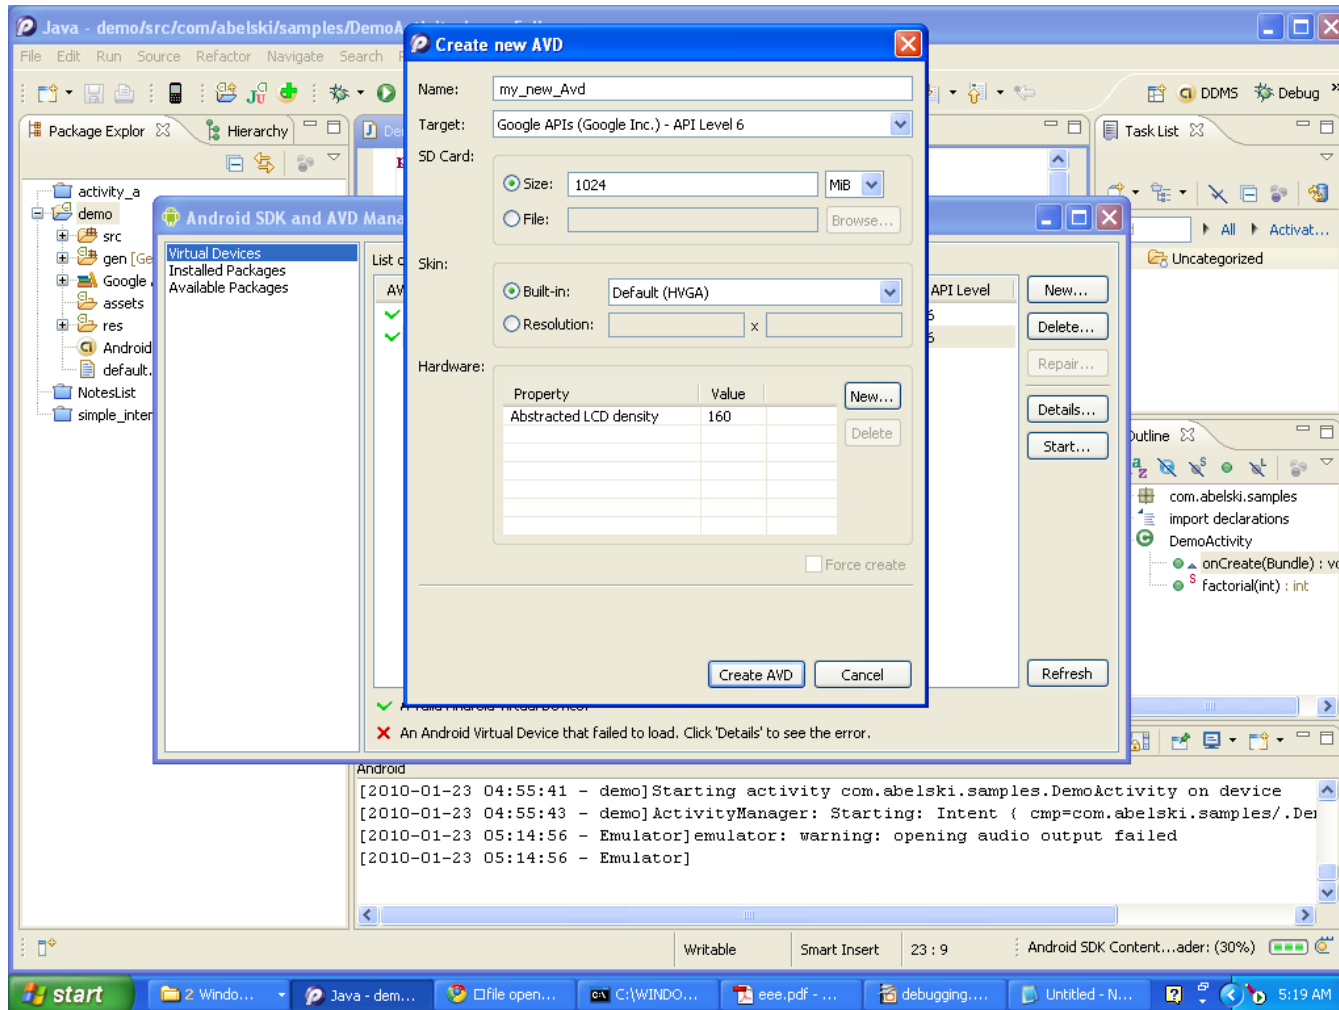 Java - demo/src/com/abelski/samples/DemoA
File Edit Run Source Refactor Navigate Search
DDMS
Debug
Package Explor
Hierarchy
De
Task List
activity_a
demo
src
gen [Ge
Google
assets
res
Android
default.
NotesList
simple_inter
All
Activat...
Uncategorized
Outline
com.abelski.samples
import declarations
DemoActivity
onCreate(Bundle) : vo
factorial(int) : int
Android SDK and AVD Mana
Virtual Devices
Installed Packages
Available Packages
List o
AV
API Level
6
6
New...
Delete...
Repair...
Details...
Start...
Refresh
A valid Android Virtual Device.
An Android Virtual Device that failed to load. Click 'Details' to see the error.
Create new AVD
Name: my_new_Avd
Target: Google APIs (Google Inc.) - API Level 6
SD Card:
Size: 1024 MiB
File: Browse...
Skin:
Built-in: Default (HVGA)
Resolution: x
Hardware:
Property Value
Abstracted LCD density 160
New...
Delete
Force create
Create AVD Cancel
Android
[2010-01-23 04:55:41 - demo]Starting activity com.abelski.samples.DemoActivity on device
[2010-01-23 04:55:43 - demo]ActivityManager: Starting: Intent { cmp=com.abelski.samples/.Der
[2010-01-23 05:14:56 - Emulator]emulator: warning: opening audio output failed
[2010-01-23 05:14:56 - Emulator]
Writable Smart Insert 23 : 9 Android SDK Content...ader: (30%)
start 2 Windo... Java - dem... file open... C:\WINDO... eee.pdf - ... debugging.... Untitled - N... 5:19 AM